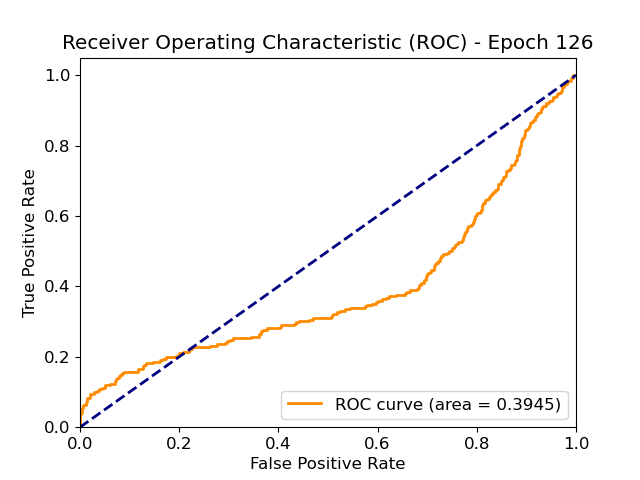 Receiver Operating Characteristic (ROC) - Epoch 126
True Positive Rate
1.0
0.8
0.6
0.4
0.2
0.0
ROC curve (area = 0.3945)
0.0 0.2 0.4 0.6 0.8 1.0
False Positive Rate